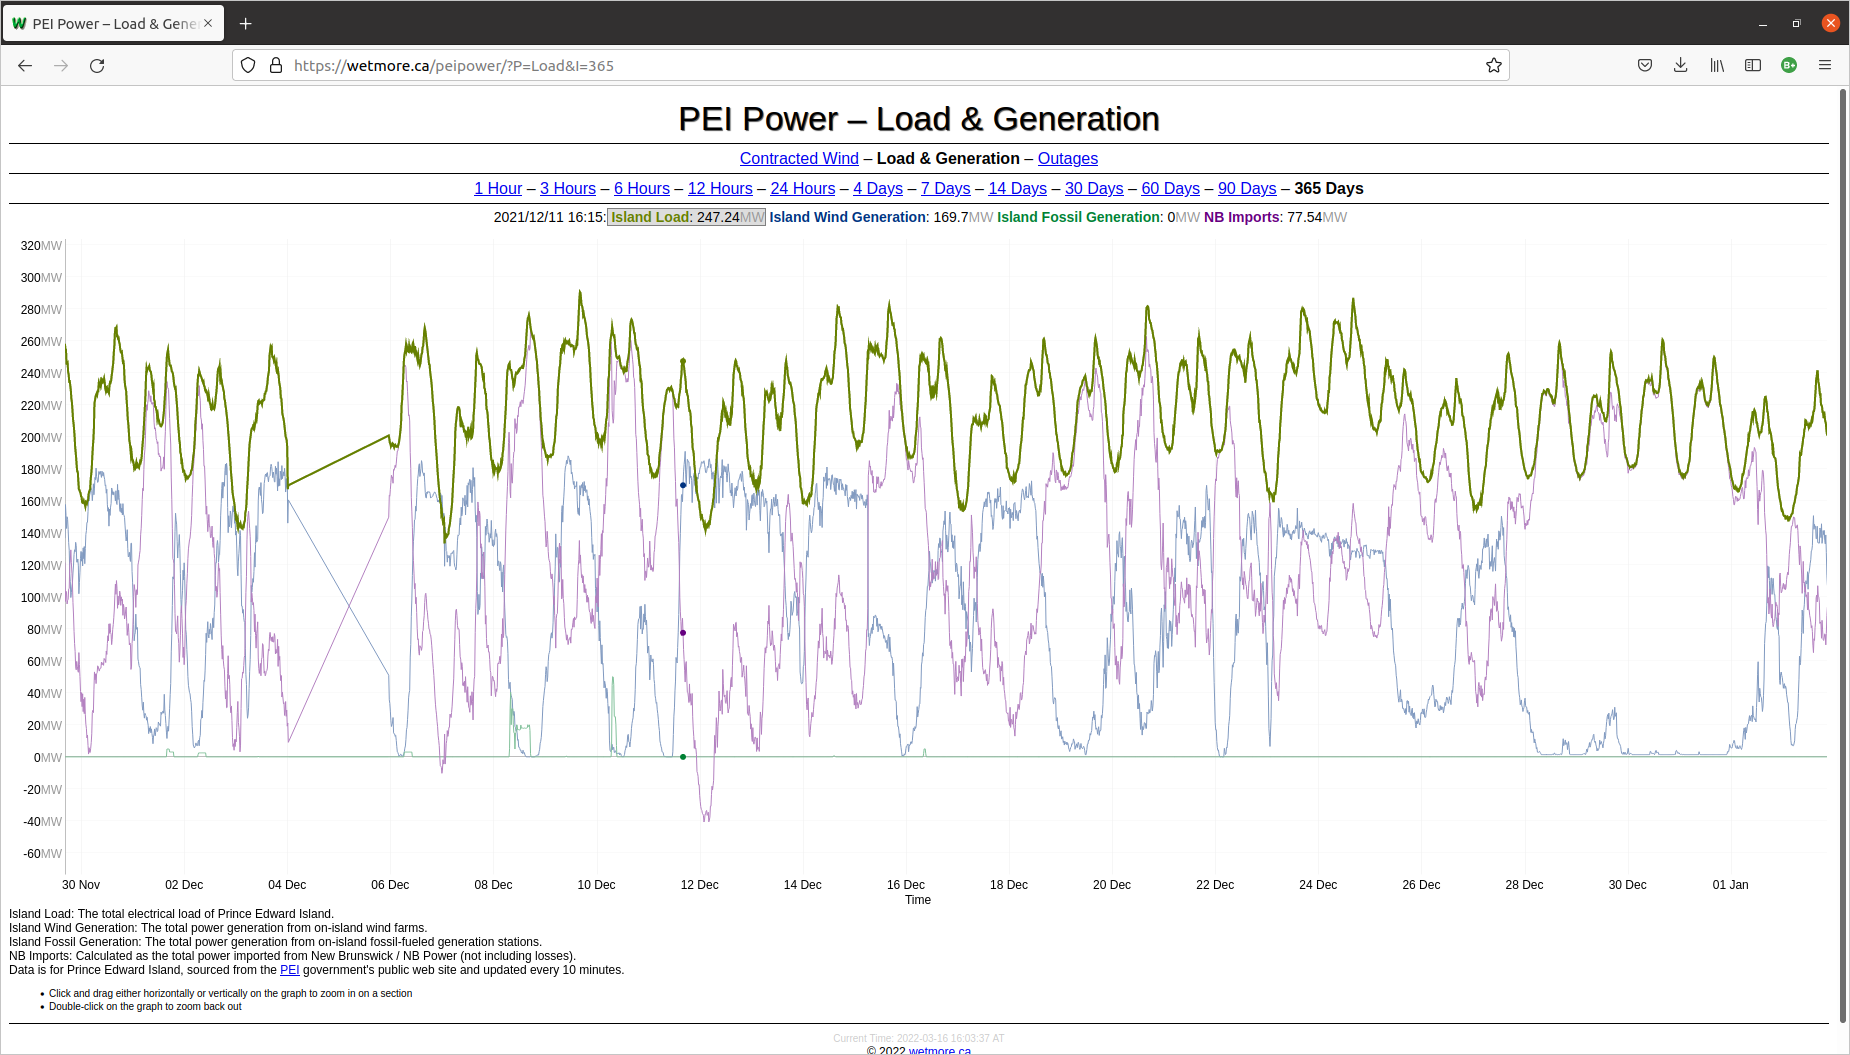 PEI Power – Load & Gene
https://wetmore.ca/peipower/?P=Load&I=365
B+
PEI Power – Load & Generation
Contracted Wind – Load & Generation – Outages
1 Hour – 3 Hours – 6 Hours – 12 Hours – 24 Hours – 4 Days – 7 Days – 14 Days – 30 Days – 60 Days – 90 Days – 365 Days
2021/12/11 16:15: Island Load: 247.24MW Island Wind Generation: 169.7MW Island Fossil Generation: 0MW NB Imports: 77.54MW
320MW
300MW
280MW
260MW
240MW
220MW
200MW
180MW
160MW
140MW
120MW
100MW
80MW
60MW
40MW
20MW
0MW
-20MW
-40MW
-60MW
30 Nov 02 Dec 04 Dec 06 Dec 08 Dec 10 Dec 12 Dec 14 Dec 16 Dec 18 Dec 20 Dec 22 Dec 24 Dec 26 Dec 28 Dec 30 Dec 01 Jan
Time
Island Load: The total electrical load of Prince Edward Island.
Island Wind Generation: The total power generation from on-island wind farms.
Island Fossil Generation: The total power generation from on-island fossil-fueled generation stations.
NB Imports: Calculated as the total power imported from New Brunswick / NB Power (not including losses).
Data is for Prince Edward Island, sourced from the PEI government's public web site and updated every 10 minutes.
• Click and drag either horizontally or vertically on the graph to zoom in on a section
• Double-click on the graph to zoom back out
Current Time: 2022-03-16 16:03:37 AT
© 2022 wetmore.ca